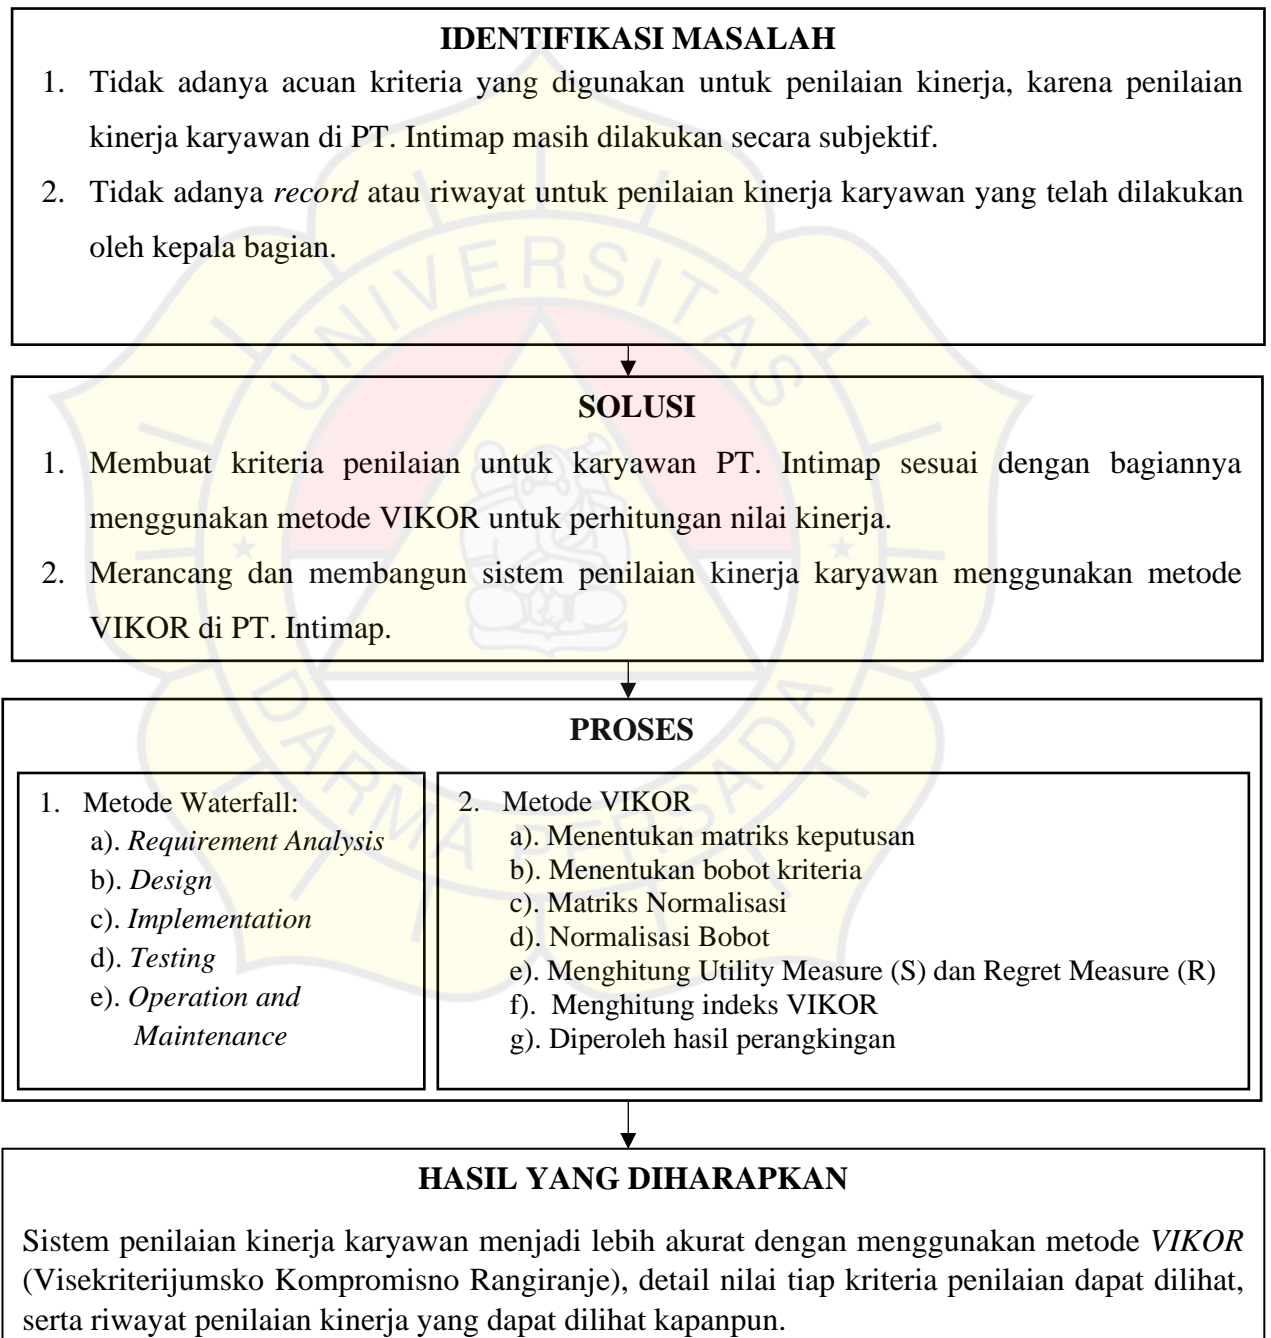 IDENTIFIKASI MASALAH
1. Tidak adanya acuan kriteria yang digunakan untuk penilaian kinerja, karena penilaian
kinerja karyawan di PT. Intimap masih dilakukan secara subjektif.
2. Tidak adanya record atau riwayat untuk penilaian kinerja karyawan yang telah dilakukan
oleh kepala bagian.
SOLUSI
1. Membuat kriteria penilaian untuk karyawan PT. Intimap sesuai dengan bagiannya
menggunakan metode VIKOR untuk perhitungan nilai kinerja.
2. Merancang dan membangun sistem penilaian kinerja karyawan menggunakan metode
VIKOR di PT. Intimap.
PROSES
1. Metode Waterfall:
a). Requirement Analysis
b). Design
c). Implementation
d). Testing
e). Operation and
Maintenance
2. Metode VIKOR
a). Menentukan matriks keputusan
b). Menentukan bobot kriteria
c). Matriks Normalisasi
d). Normalisasi Bobot
e). Menghitung Utility Measure (S) dan Regret Measure (R)
f). Menghitung indeks VIKOR
g). Diperoleh hasil perangkingan
HASIL YANG DIHARAPKAN
Sistem penilaian kinerja karyawan menjadi lebih akurat dengan menggunakan metode VIKOR
(Visekriterijumsko Kompromisno Rangiranje), detail nilai tiap kriteria penilaian dapat dilihat,
serta riwayat penilaian kinerja yang dapat dilihat kapanpun.
UNIVERSITAS
DARMA PERSADA